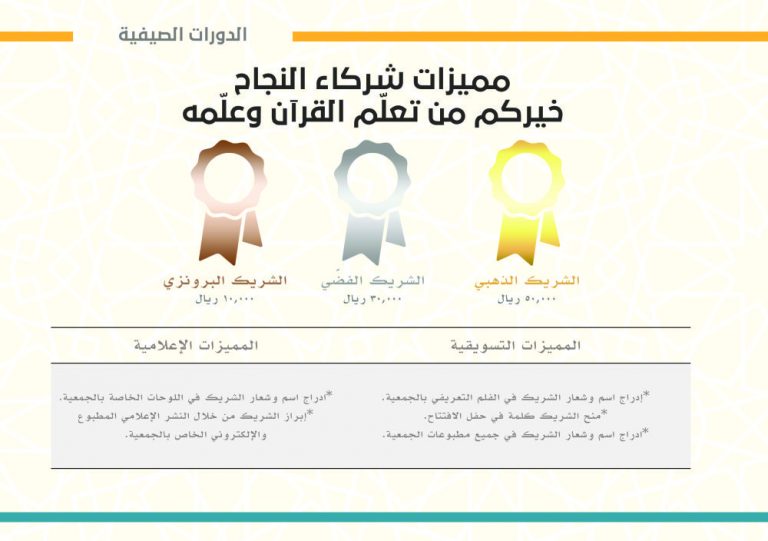 الدورات الصيفية
مميزات شركاء النجاح
خيركم من تعلّم القرآن وعلّمه
الشريك الذهبي
٥٠,٠٠٠ ريال
الشريك الفضّي
٣٠,٠٠٠ ريال
الشريك البرونزي
١٠,٠٠٠ ريال
المميزات التسويقية
*إدراج اسم وشعار الشريك في الفلم التعريفي بالجمعية.
*منح الشريك كلمة في حفل الافتتاح.
*ادراج اسم وشعار الشريك في جميع مطبوعات الجمعية.
المميزات الإعلامية
*ادراج اسم وشعار الشريك في اللوحات الخاصة بالجمعية.
*إبراز الشريك من خلال النشر الإعلامي المطبوع
والإلكتروني الخاص بالجمعية.